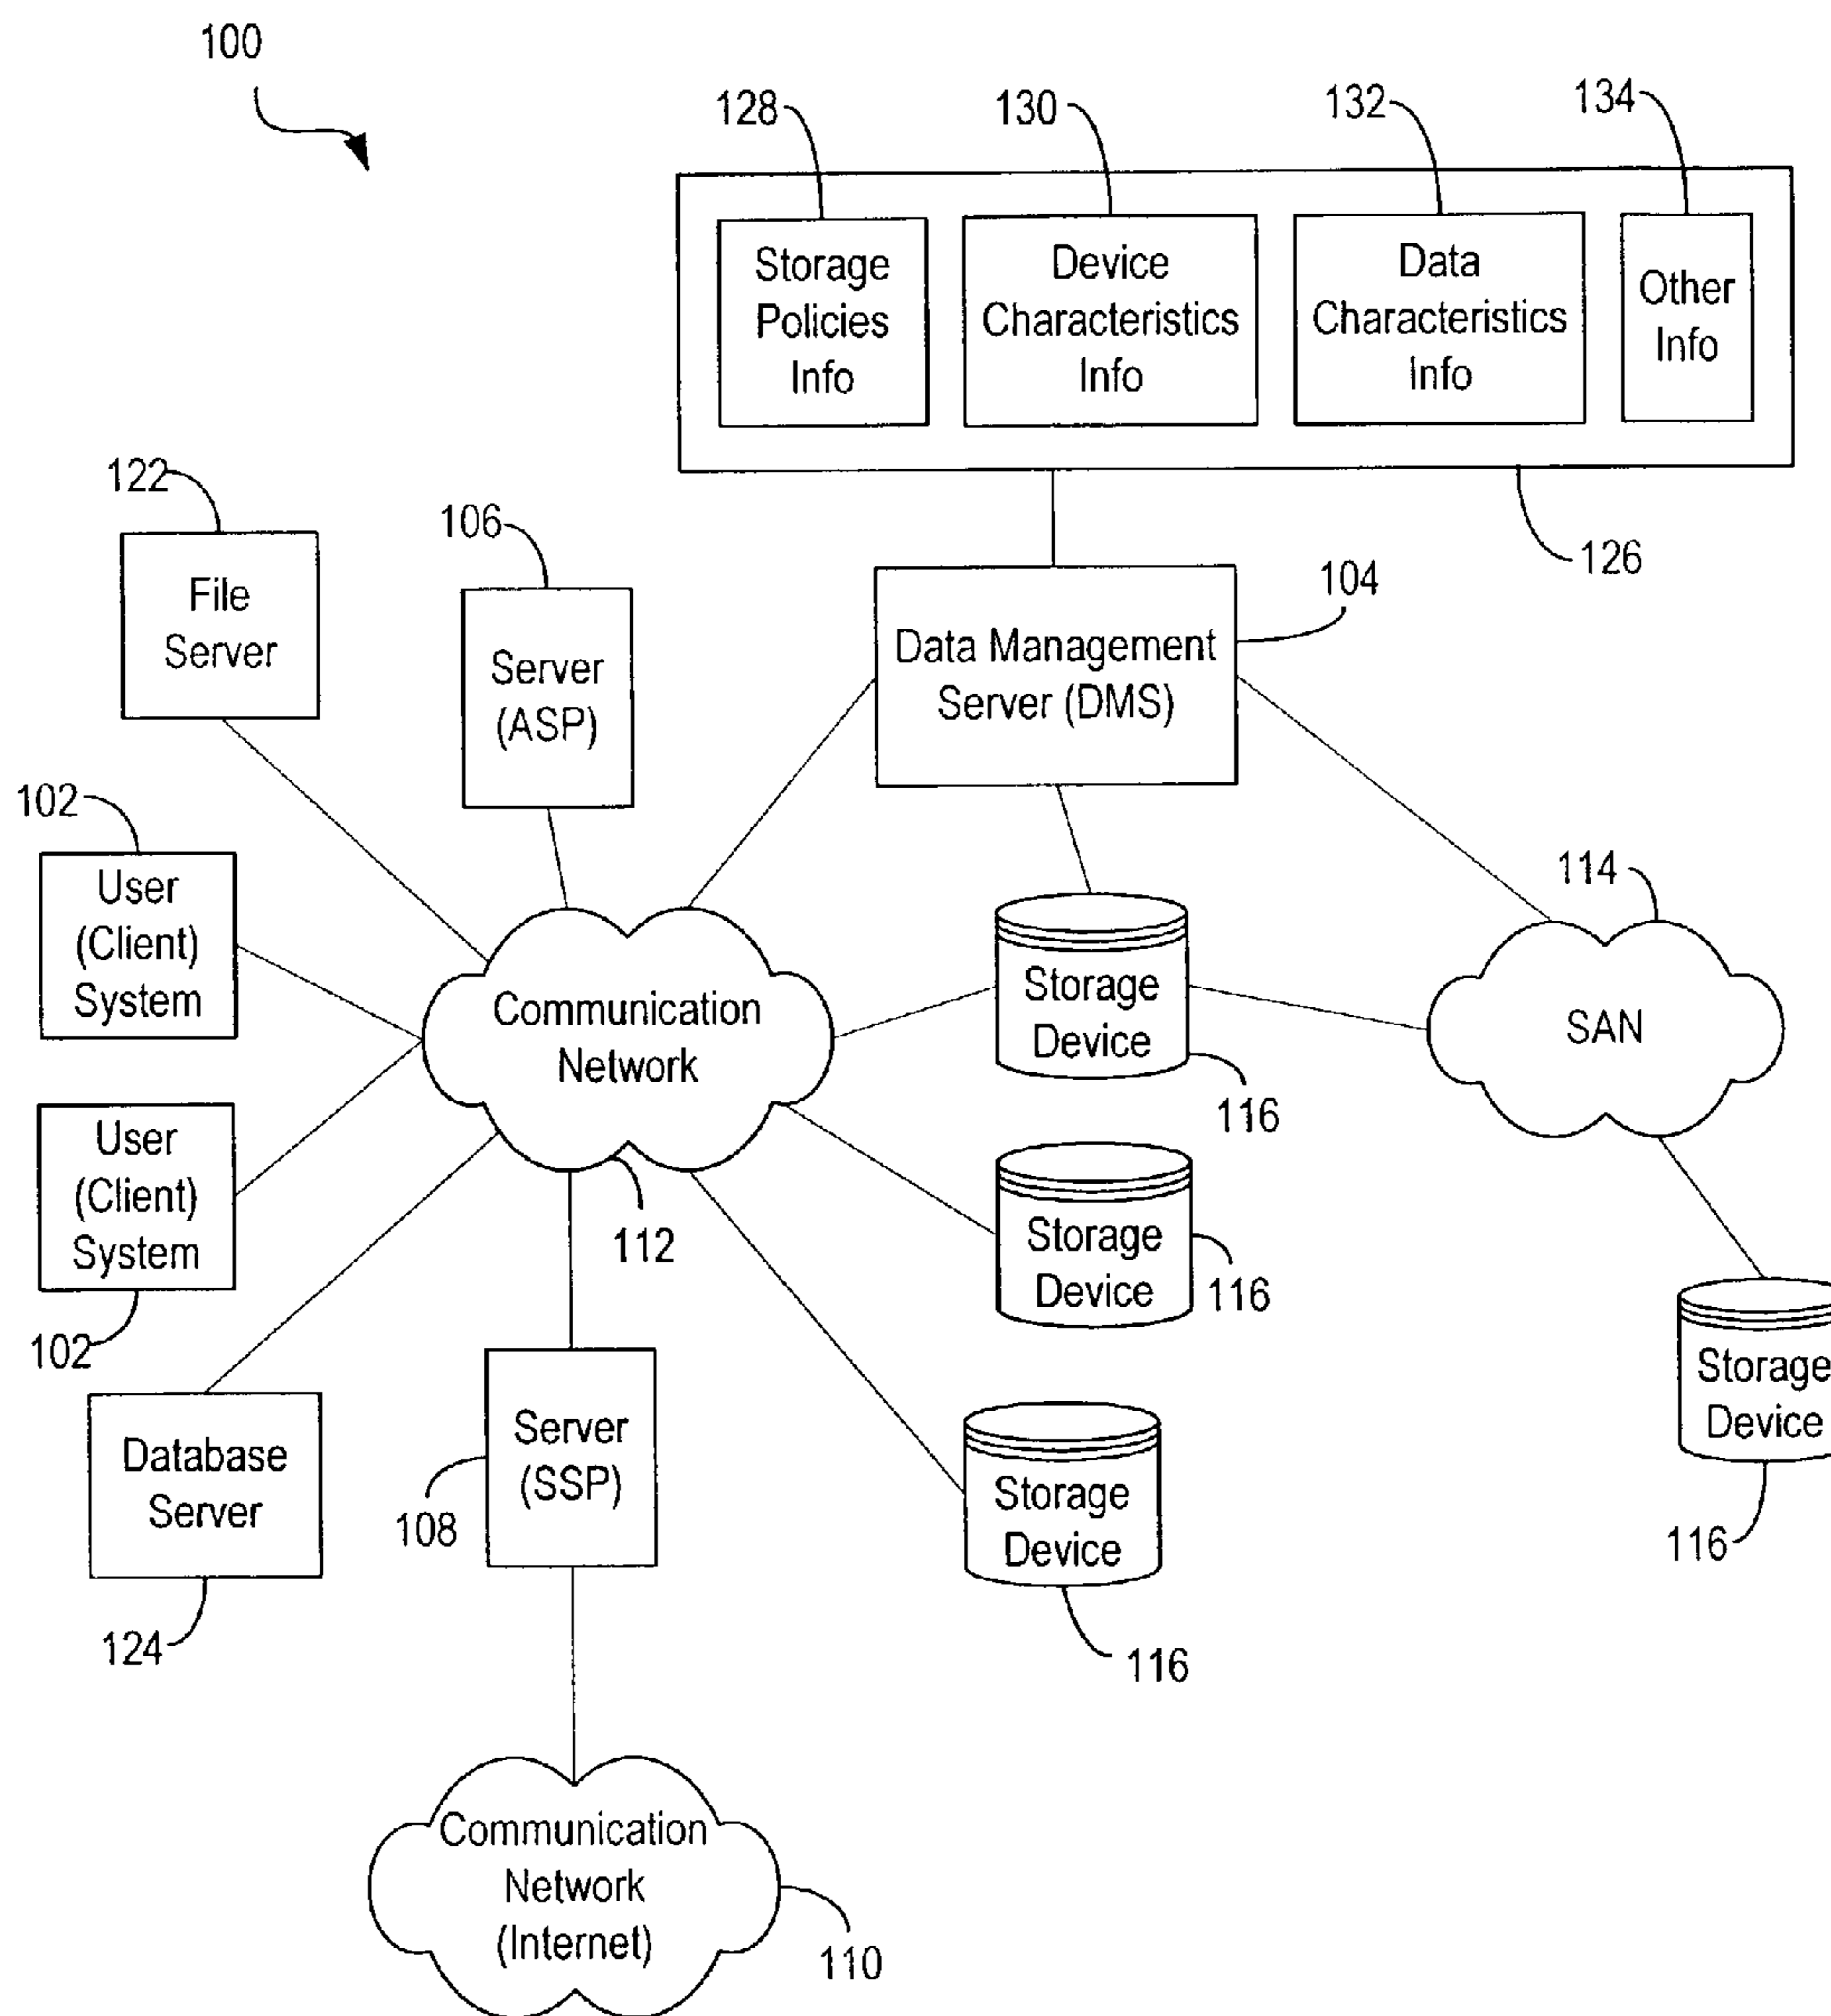 100
128
130
132
134
Storage
Policies
Info
Device
Characteristics
Info
Data
Characteristics
Info
Other
Info
126
122
File
Server
106
Server
(ASP)
104
Data Management
Server (DMS)
102
User
(Client)
System
114
SAN
Communication
Network
112
Storage
Device
116
User
(Client)
System
102
Storage
Device
116
Storage
Device
116
Database
Server
124
Server
(SSP)
108
Storage
Device
116
Communication
Network
(Internet)
110